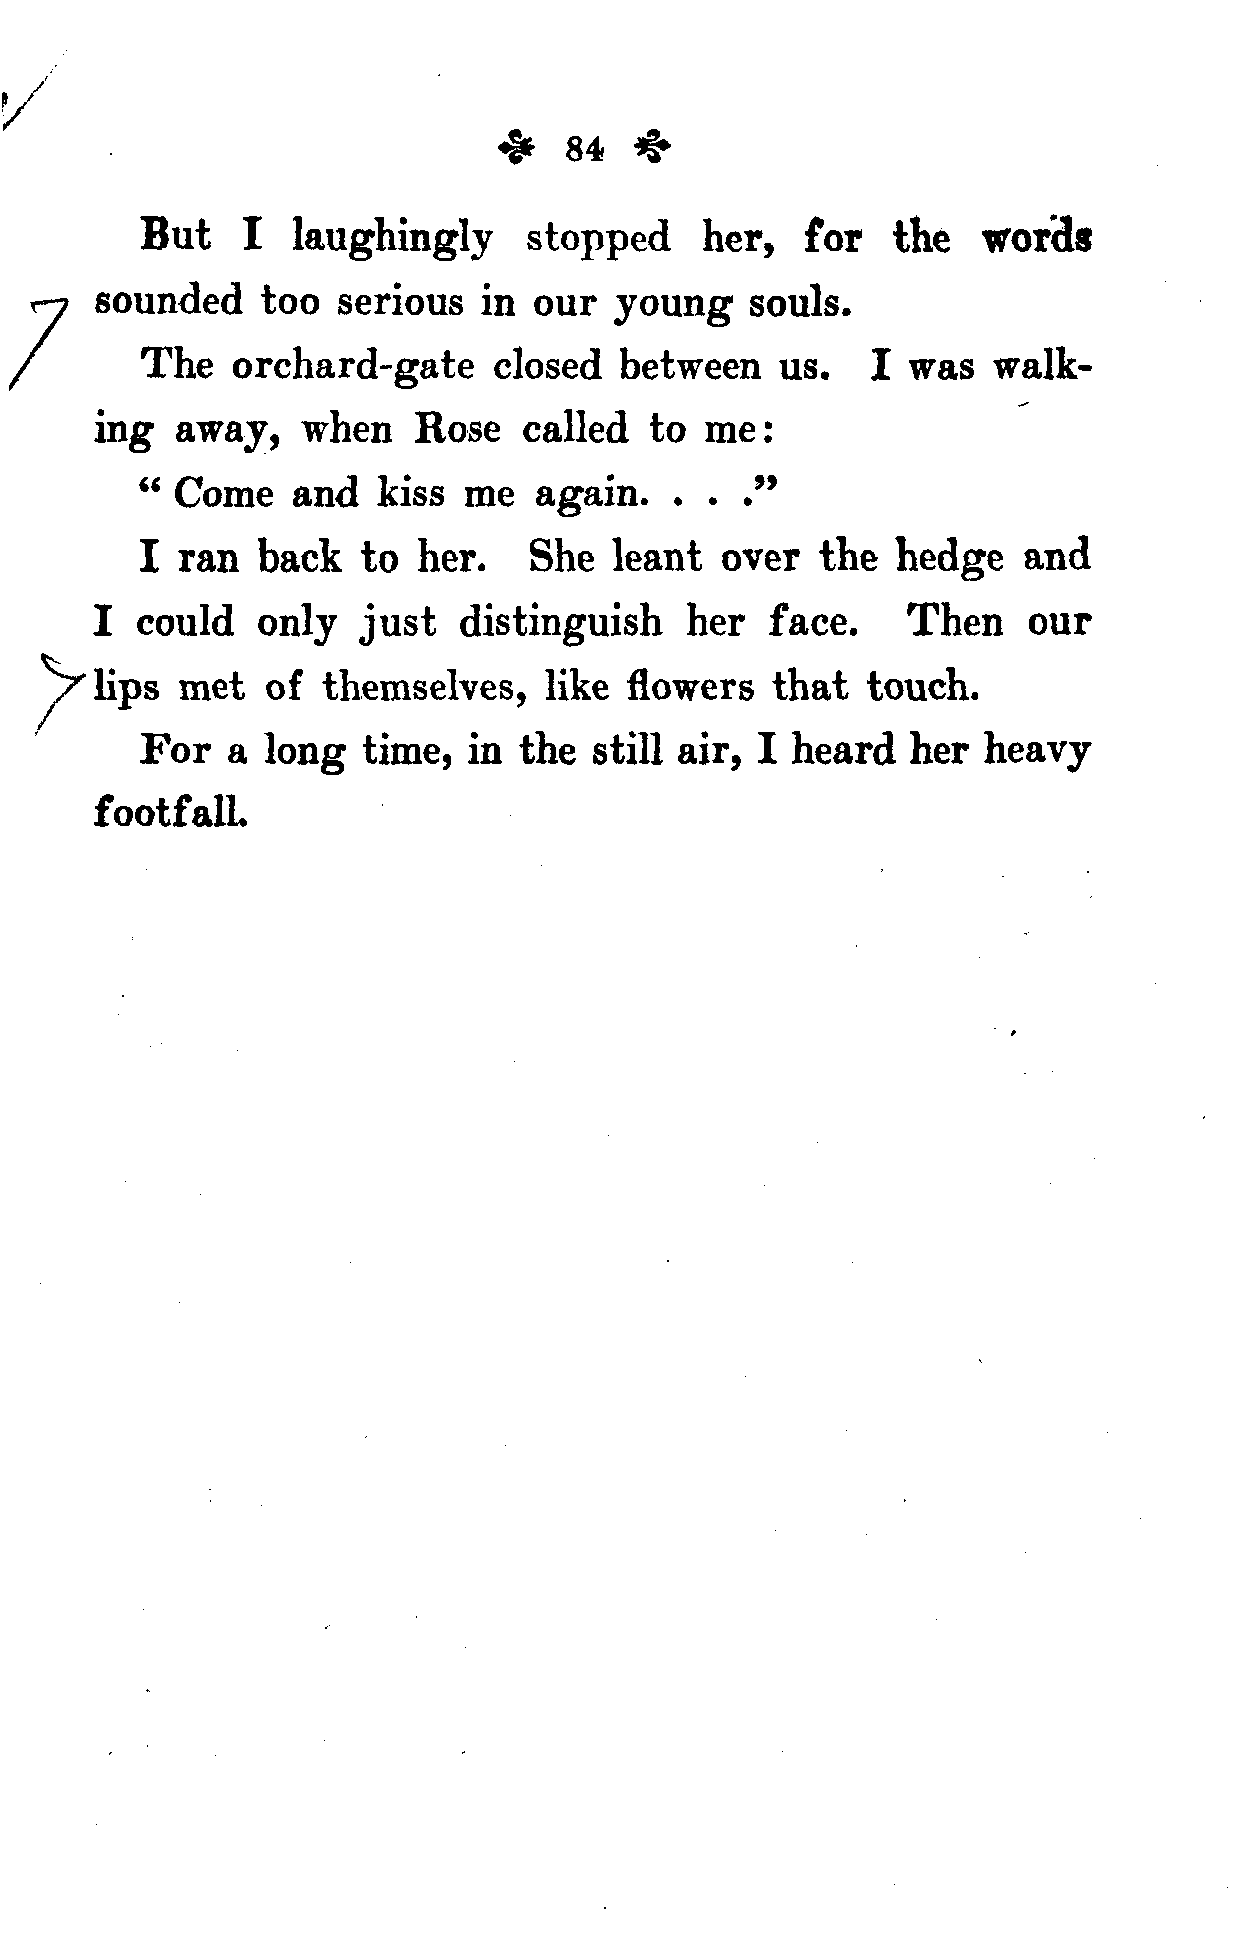 84
But I laughingly stopped her, for the words
sounded too serious in our young souls.
The orchard-gate closed between us. I was walk-
ing away, when Rose called to me:
“ Come and kiss me again. . . .”
I ran back to her. She leant over the hedge and
I could only just distinguish her face. Then our
lips met of themselves, like flowers that touch.
For a long time, in the still air, I heard her heavy
footfall.